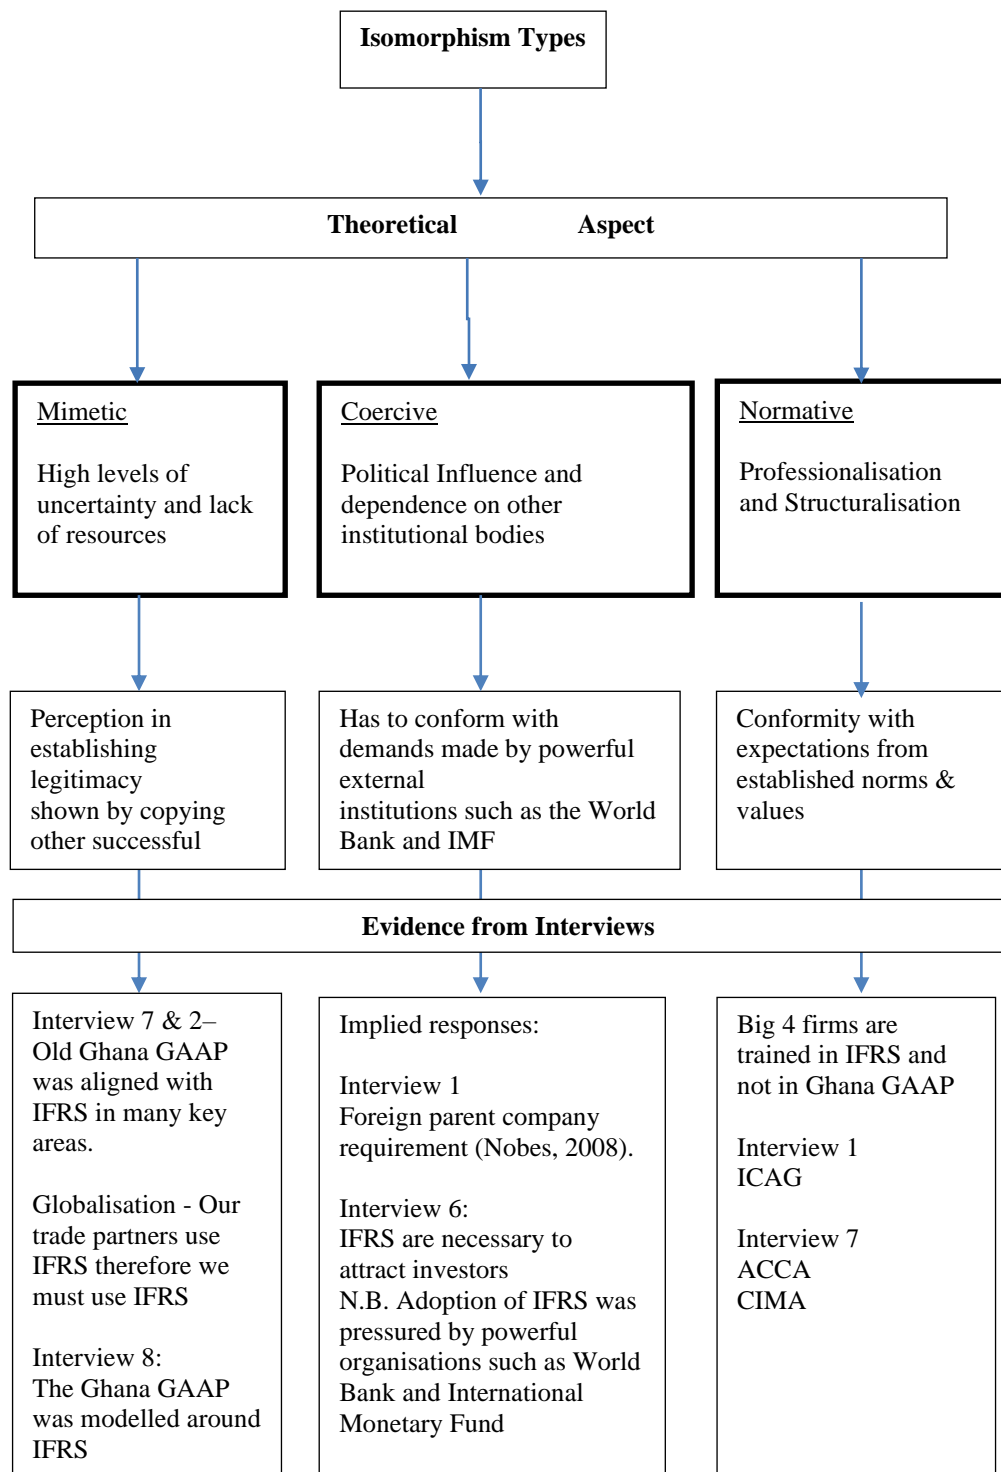 Isomorphism Types
Theoretical Aspect
Mimetic
High levels of
uncertainty and lack
of resources
Coercive
Political Influence and
dependence on other
institutional bodies
Normative
Professionalisation
and Structuralisation
Perception in
establishing
legitimacy
shown by copying
other successful
Has to conform with
demands made by powerful
external
institutions such as the World
Bank and IMF
Conformity with
expectations from
established norms &
values
Evidence from Interviews
Interview 7 & 2–
Old Ghana GAAP
was aligned with
IFRS in many key
areas.
Globalisation - Our
trade partners use
IFRS therefore we
must use IFRS
Interview 8:
The Ghana GAAP
was modelled around
IFRS
Implied responses:
Interview 1
Foreign parent company
requirement (Nobes, 2008).
Interview 6:
IFRS are necessary to
attract investors
N.B. Adoption of IFRS was
pressured by powerful
organisations such as World
Bank and International
Monetary Fund
Big 4 firms are
trained in IFRS and
not in Ghana GAAP
Interview 1
ICAG
Interview 7
ACCA
CIMA